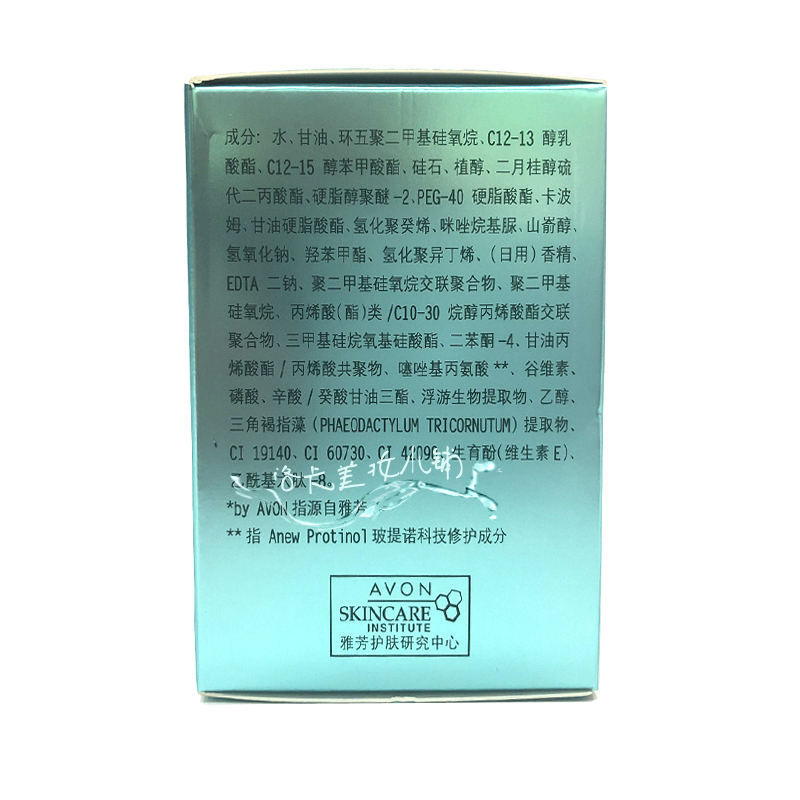 成分: 水、甘油、环五聚二甲基硅氧烷、C12-13 醇乳
酸酯、C12-15 醇苯甲酸酯、硅石、植醇、二月桂醇硫
代二丙酸酯、硬脂醇聚醚-2、PEG-40 硬脂酸酯、卡波
姆、甘油硬脂酸酯、氢化聚癸烯、咪唑烷基脲、山嵛醇、
氢氧化钠、羟苯甲酯、氢化聚异丁烯、(日用)香精、
EDTA 二钠、聚二甲基硅氧烷交联聚合物、聚二甲基
硅氧烷、丙烯酸(酯)类/C10-30 烷醇丙烯酸酯交联
聚合物、三甲基硅烷氧基硅酸酯、二苯酮-4、甘油丙
烯酸酯/丙烯酸共聚物、噻唑基丙氨酸**、谷维素、
磷酸、辛酸/癸酸甘油三酯、浮游生物提取物、乙醇、
三角褐指藻(PHAEODACTYLUM TRICORNUTUM)提取物、
CI 19140、CI 60730、CI 42090、生育酚(维生素E)、
乙酰基六肽-8。
洛卡美妆
*by AVON 指源自雅芳
**指 Anew Protinol 玻提诺科技修护成分
AVON
SKINCARE
INSTITUTE
雅芳护肤研究中心